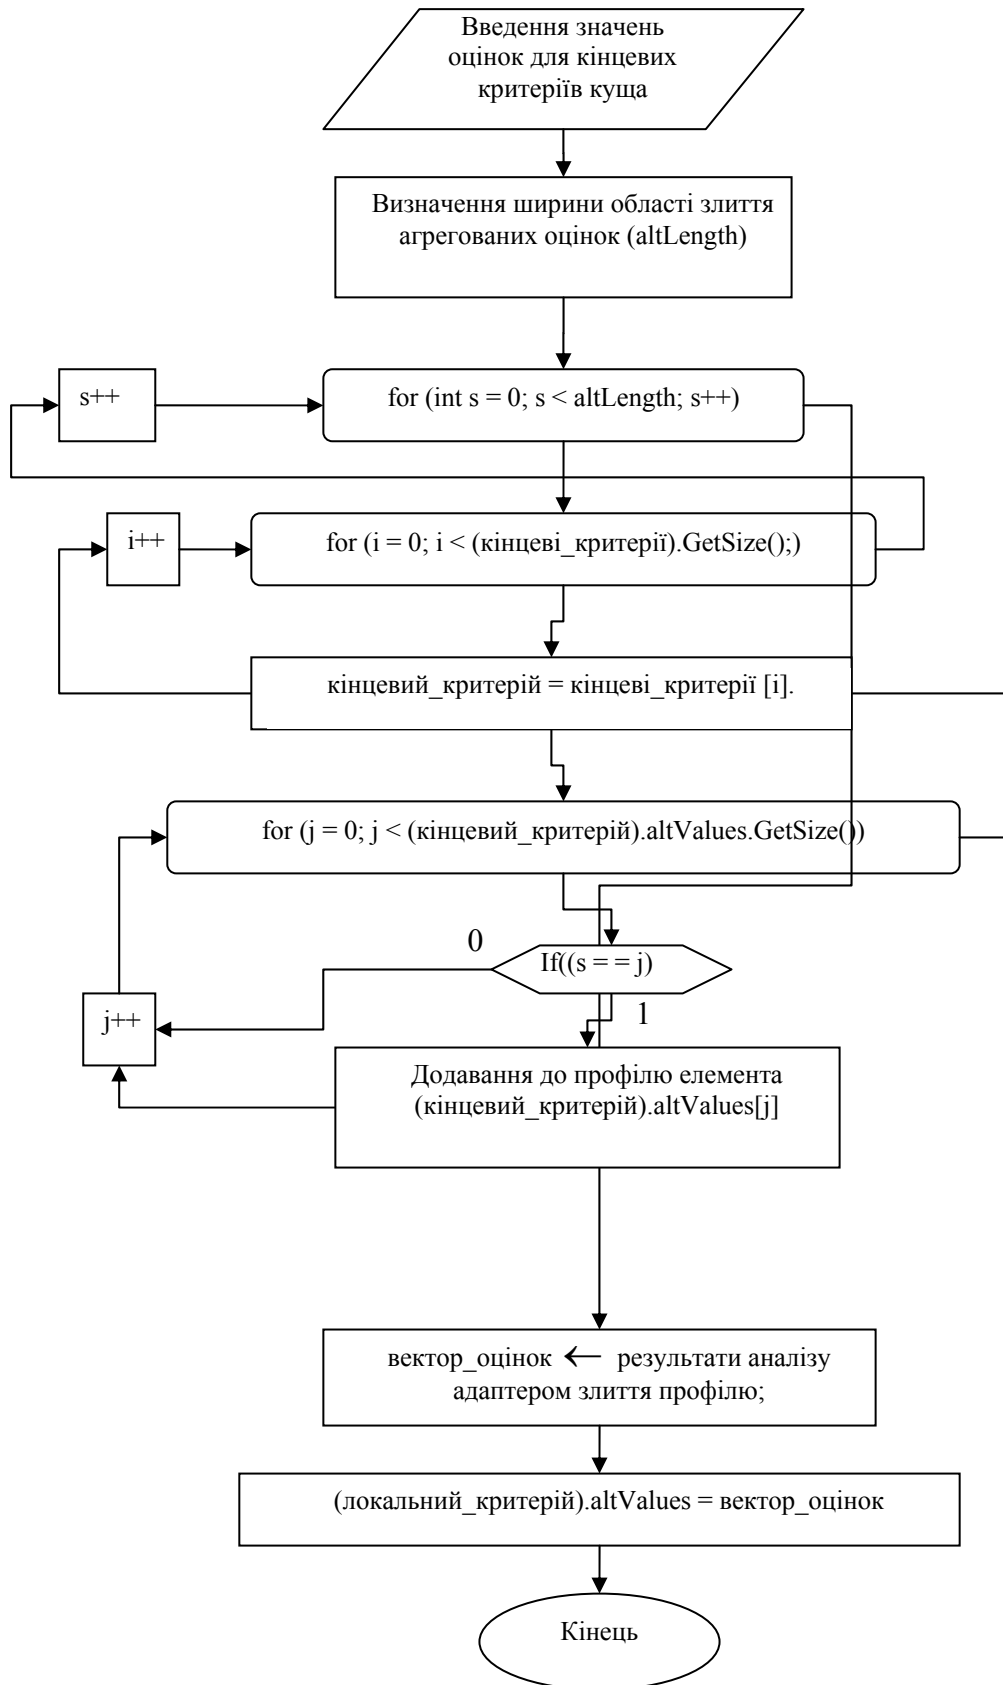 Введення значень
оцінок для кінцевих
критеріїв куща
Визначення ширини області злиття
агрегованих оцінок (altLength)
s++
for (int s = 0; s < altLength; s++)
i++
for (i = 0; i < (кінцеві_критерії).GetSize();)
кінцевий_критерій = кінцеві_критерії [i].
for (j = 0; j < (кінцевий_критерій).altValues.GetSize())
0
If((s = = j)
1
j++
Додавання до профілю елемента
(кінцевий_критерій).altValues[j]
вектор_оцінок ← результати аналізу
адаптером злиття профілю;
(локальний_критерій).altValues = вектор_оцінок
Кінець